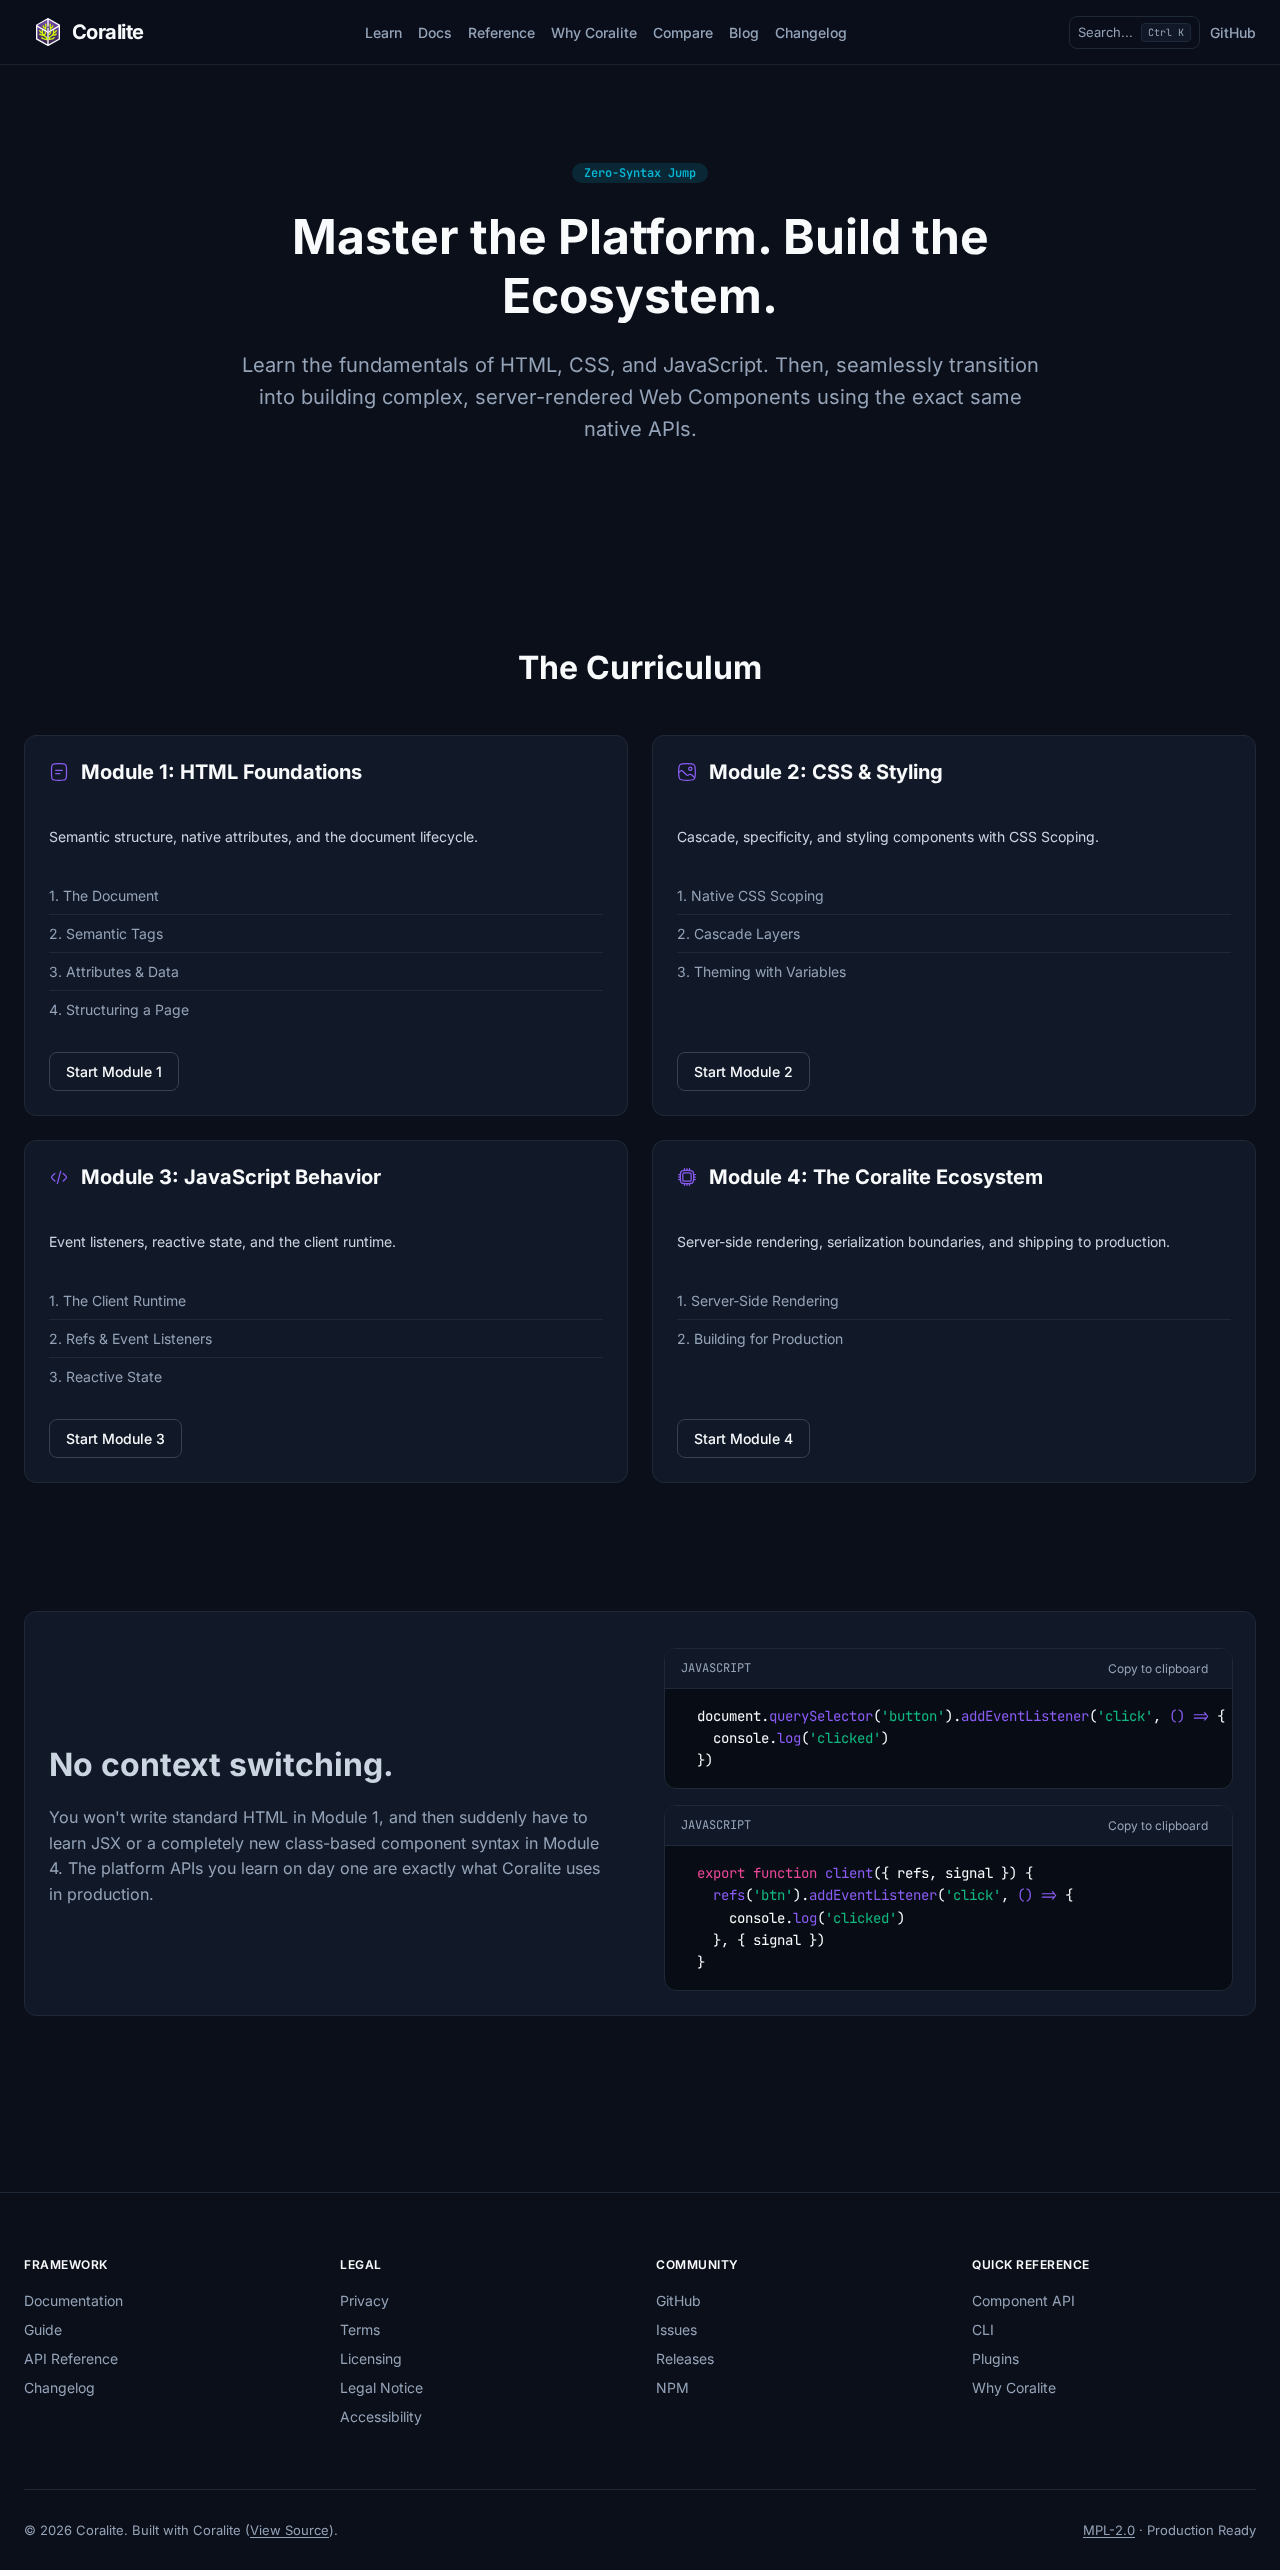 Coralite
Learn Docs Reference Why Coralite Compare Blog Changelog
Search... Ctrl K GitHub
Zero-Syntax Jump
Master the Platform. Build the
Ecosystem.
Learn the fundamentals of HTML, CSS, and JavaScript. Then, seamlessly transition
into building complex, server-rendered Web Components using the exact same
native APIs.
The Curriculum
Module 1: HTML Foundations
Semantic structure, native attributes, and the document lifecycle.
1. The Document
2. Semantic Tags
3. Attributes & Data
4. Structuring a Page
Start Module 1
Module 2: CSS & Styling
Cascade, specificity, and styling components with CSS Scoping.
1. Native CSS Scoping
2. Cascade Layers
3. Theming with Variables
Start Module 2
Module 3: JavaScript Behavior
Event listeners, reactive state, and the client runtime.
1. The Client Runtime
2. Refs & Event Listeners
3. Reactive State
Start Module 3
Module 4: The Coralite Ecosystem
Server-side rendering, serialization boundaries, and shipping to production.
1. Server-Side Rendering
2. Building for Production
Start Module 4
No context switching.
You won't write standard HTML in Module 1, and then suddenly have to
learn JSX or a completely new class-based component syntax in Module
4. The platform APIs you learn on day one are exactly what Coralite uses
in production.
JAVASCRIPT Copy to clipboard
document.querySelector('button').addEventListener('click', () => {
  console.log('clicked')
})
JAVASCRIPT Copy to clipboard
export function client({ refs, signal }) {
  refs('btn').addEventListener('click', () => {
    console.log('clicked')
  }, { signal })
}
FRAMEWORK
Documentation
Guide
API Reference
Changelog
LEGAL
Privacy
Terms
Licensing
Legal Notice
Accessibility
COMMUNITY
GitHub
Issues
Releases
NPM
QUICK REFERENCE
Component API
CLI
Plugins
Why Coralite
© 2026 Coralite. Built with Coralite (View Source).
MPL-2.0 · Production Ready